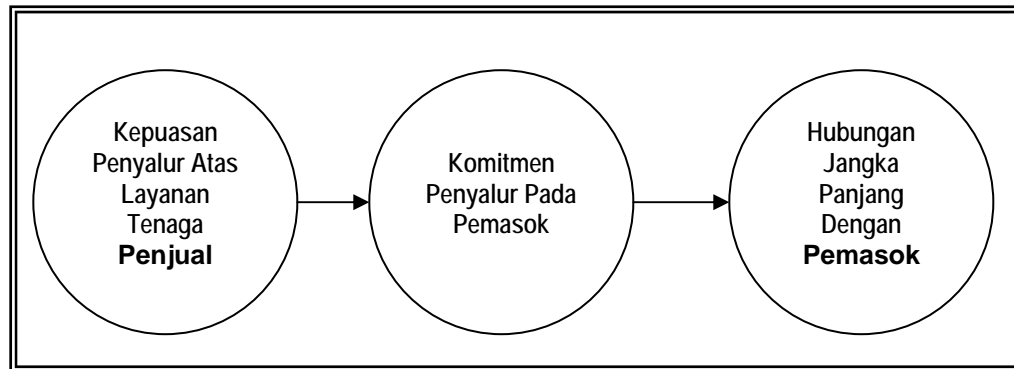 Kepuasan
Penyalur Atas
Layanan
Tenaga
Penjual
Komitmen
Penyalur Pada
Pemasok
Hubungan
Jangka
Panjang
Dengan
Pemasok